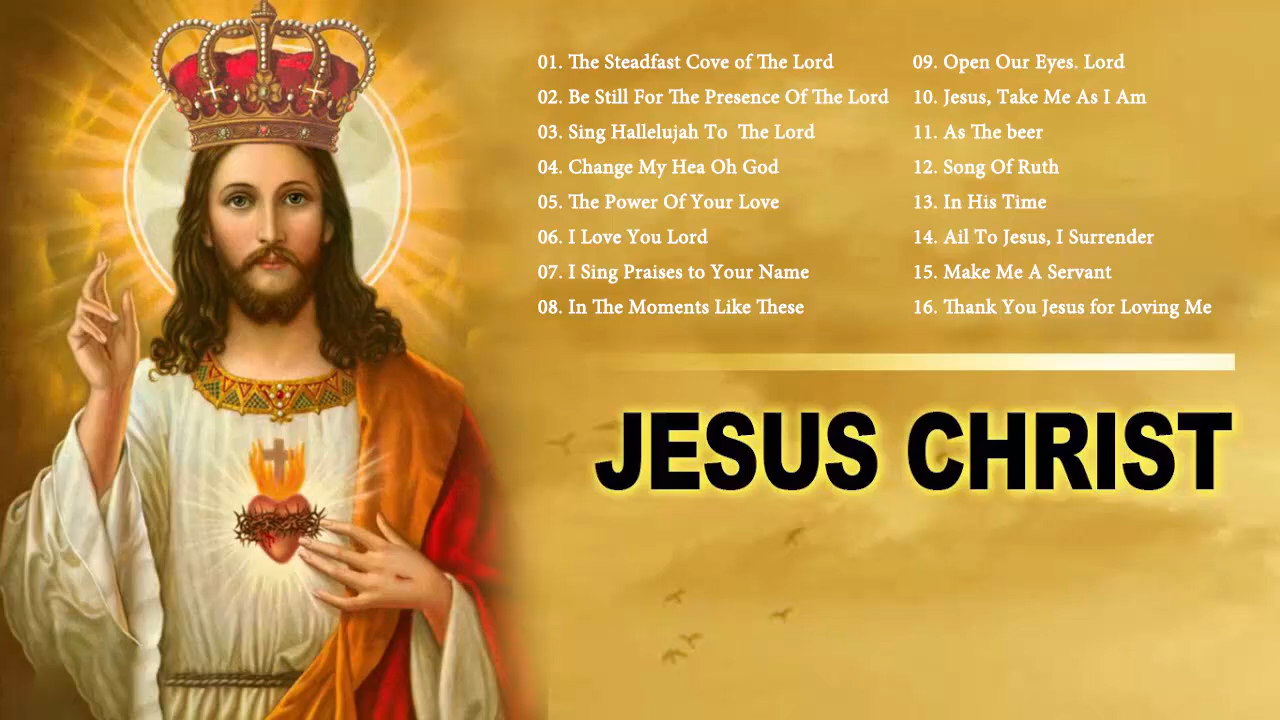 01. The Steadfast Cove of The Lord
02. Be Still For The Presence Of The Lord
03. Sing Hallelujah To  The Lord
04. Change My Hea Oh God
05. The Power Of Your Love
06. I Love You Lord
07. I Sing Praises to Your Name
08. In The Moments Like These
09. Open Our Eyes. Lord
10. Jesus, Take Me As I Am
11. As The beer
12. Song Of Ruth
13. In His Time
14. Ail To Jesus, I Surrender
15. Make Me A Servant
16. Thank You Jesus for Loving Me
JESUS CHRIST